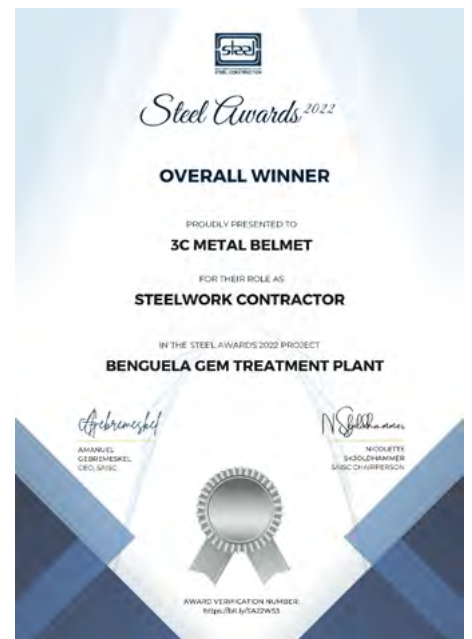 steel
STEEL CONSTRUCTION
Steel Awards 2022
OVERALL WINNER
PROUDLY PRESENTED TO
3C METAL BELMET
FOR THEIR ROLE AS
STEELWORK CONTRACTOR
IN THE STEEL AWARDS 2022 PROJECT
BENGUELA GEM TREATMENT PLANT
AGebremeskel
NSkjoldhammer
AMANUEL
GEBREMESKEL
CEO, SAISC
NICOLETTE
SKJOLDHAMMER
SAISC CHAIRPERSON
AWARD VERIFICATION NUMBER:
https://bit.ly/SA22WS3